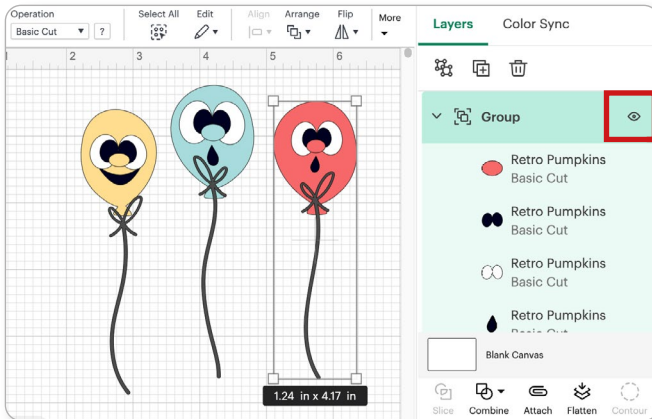 Operation
Select All
Edit
Align
Arrange
Flip
More
Basic Cut
?
2
3
4
5
6
1.24 in x 4.17 in
Layers
Color Sync
Group
Retro Pumpkins
Basic Cut
Retro Pumpkins
Basic Cut
Retro Pumpkins
Basic Cut
Retro Pumpkins
Basic Cut
Blank Canvas
Slice
Combine
Attach
Flatten
Contour